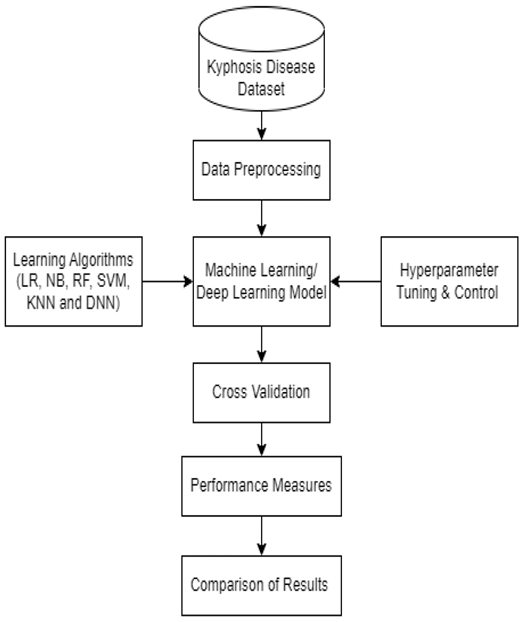 Kyphosis Disease
Dataset
Data Preprocessing
Learning Algorithms
(LR, NB, RF, SVM,
KNN and DNN)
Machine Learning/
Deep Learning Model
Hyperparameter
Tuning & Control
Cross Validation
Performance Measures
Comparison of Results